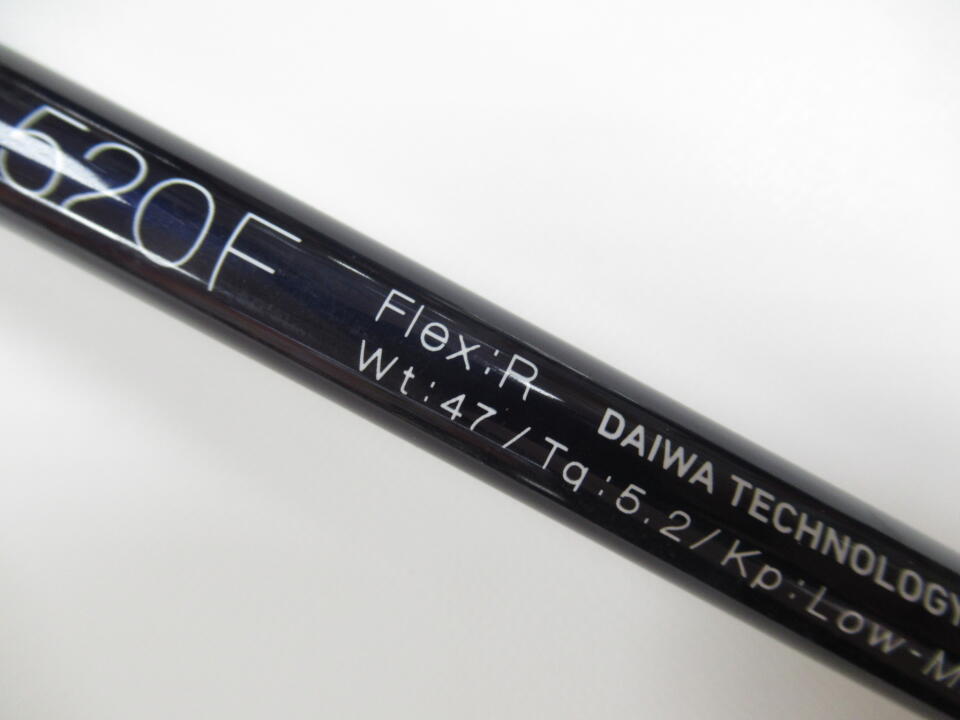 520F
Flex:R
Wt:47/Tq:5.2/Kp:Low-M
DAIWA TECHNOLOGY